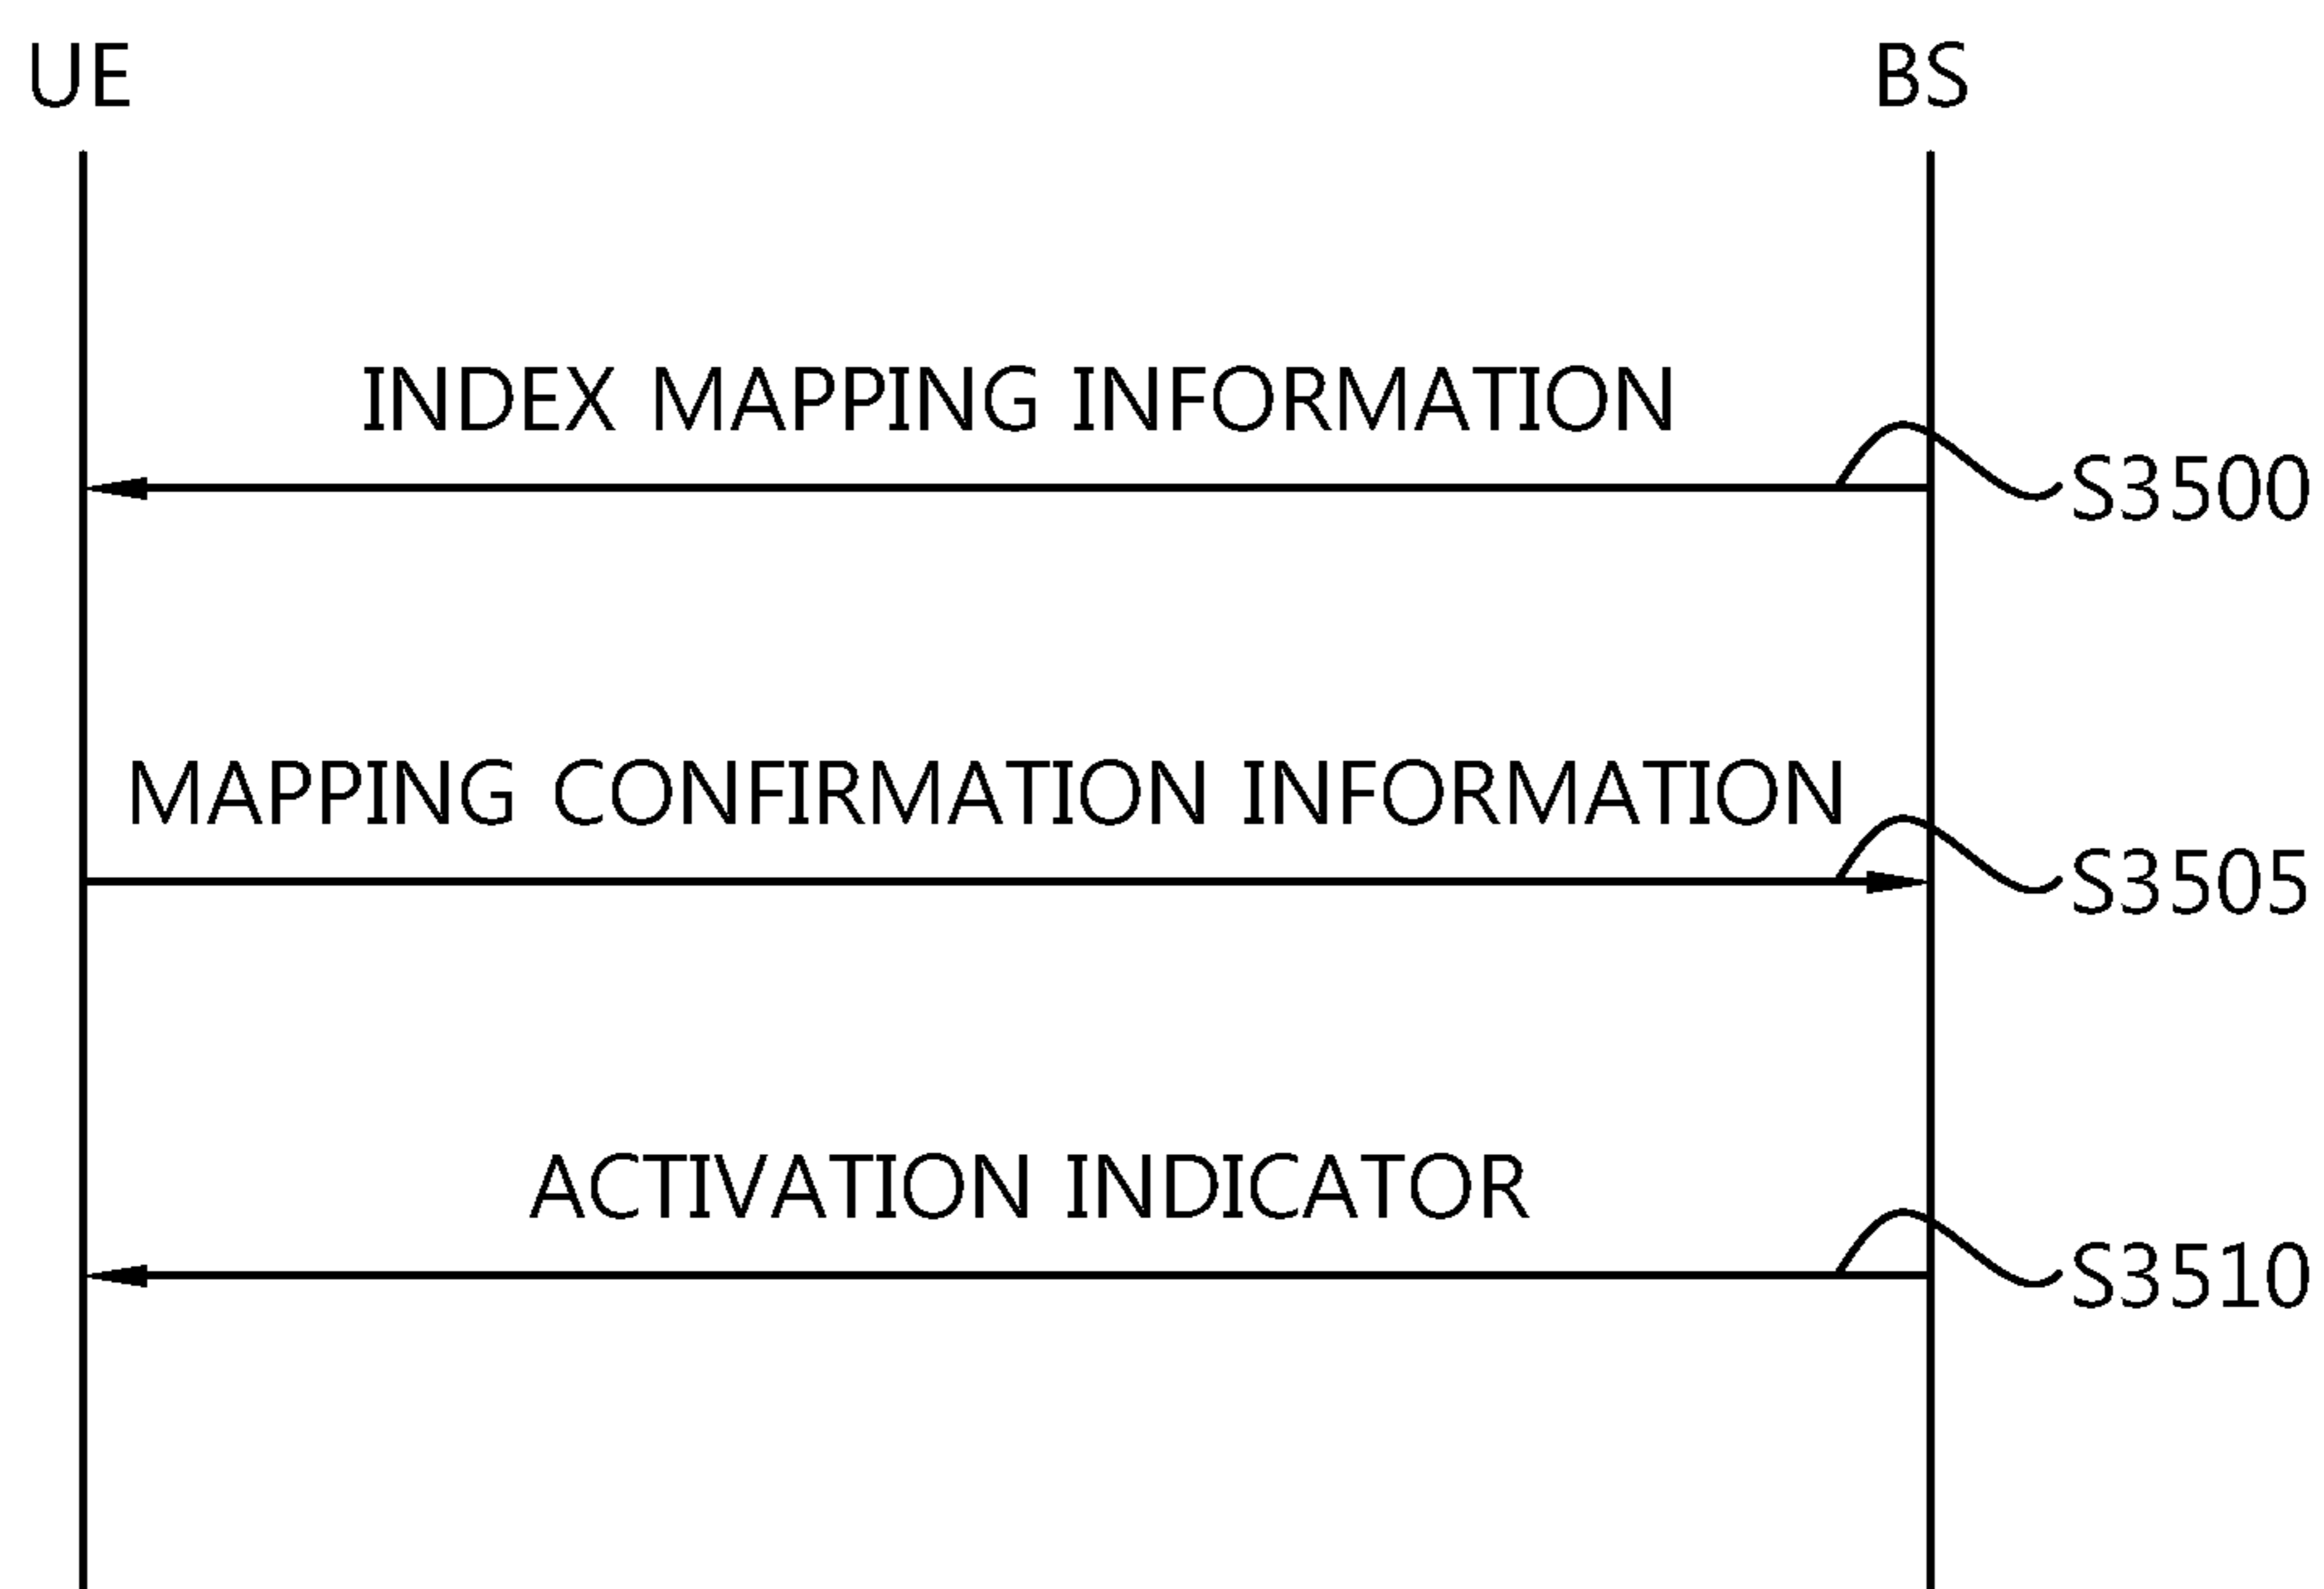 UE
BS
INDEX MAPPING INFORMATION
S3500
MAPPING CONFIRMATION INFORMATION
S3505
ACTIVATION INDICATOR
S3510